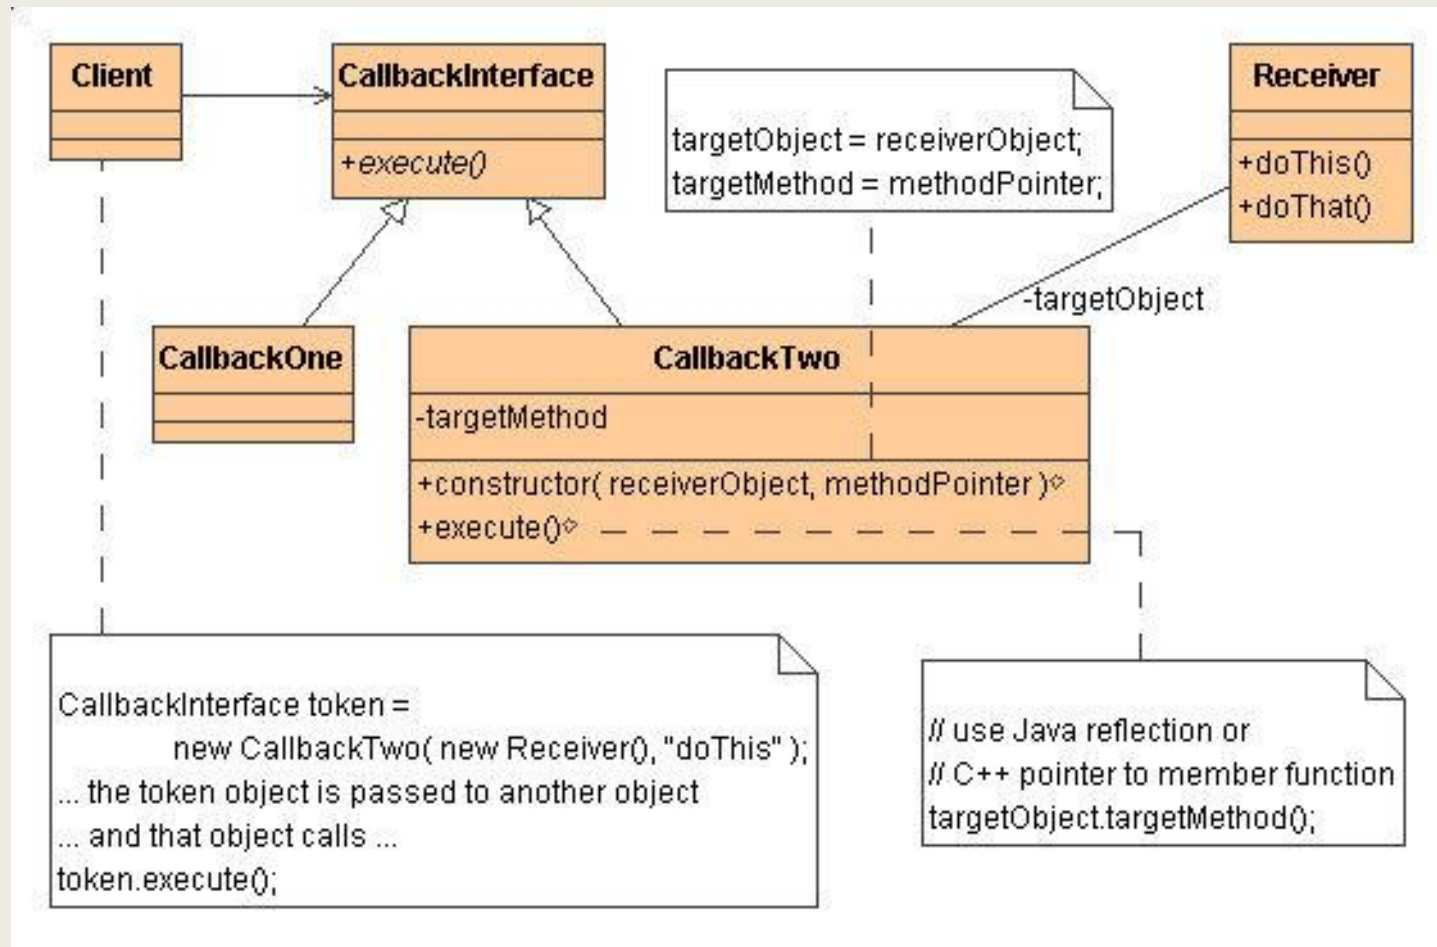 Client
CallbackInterface
+execute()
targetObject = receiverObject;
targetMethod = methodPointer;
Receiver
+doThis()
+doThat()
-targetObject
CallbackOne
CallbackTwo
-targetMethod
+constructor( receiverObject, methodPointer )
+execute()
CallbackInterface token =
new CallbackTwo( new Receiver(), "doThis" );
... the token object is passed to another object
... and that object calls ...
token.execute();
// use Java reflection or
// C++ pointer to member function
targetObject.targetMethod();